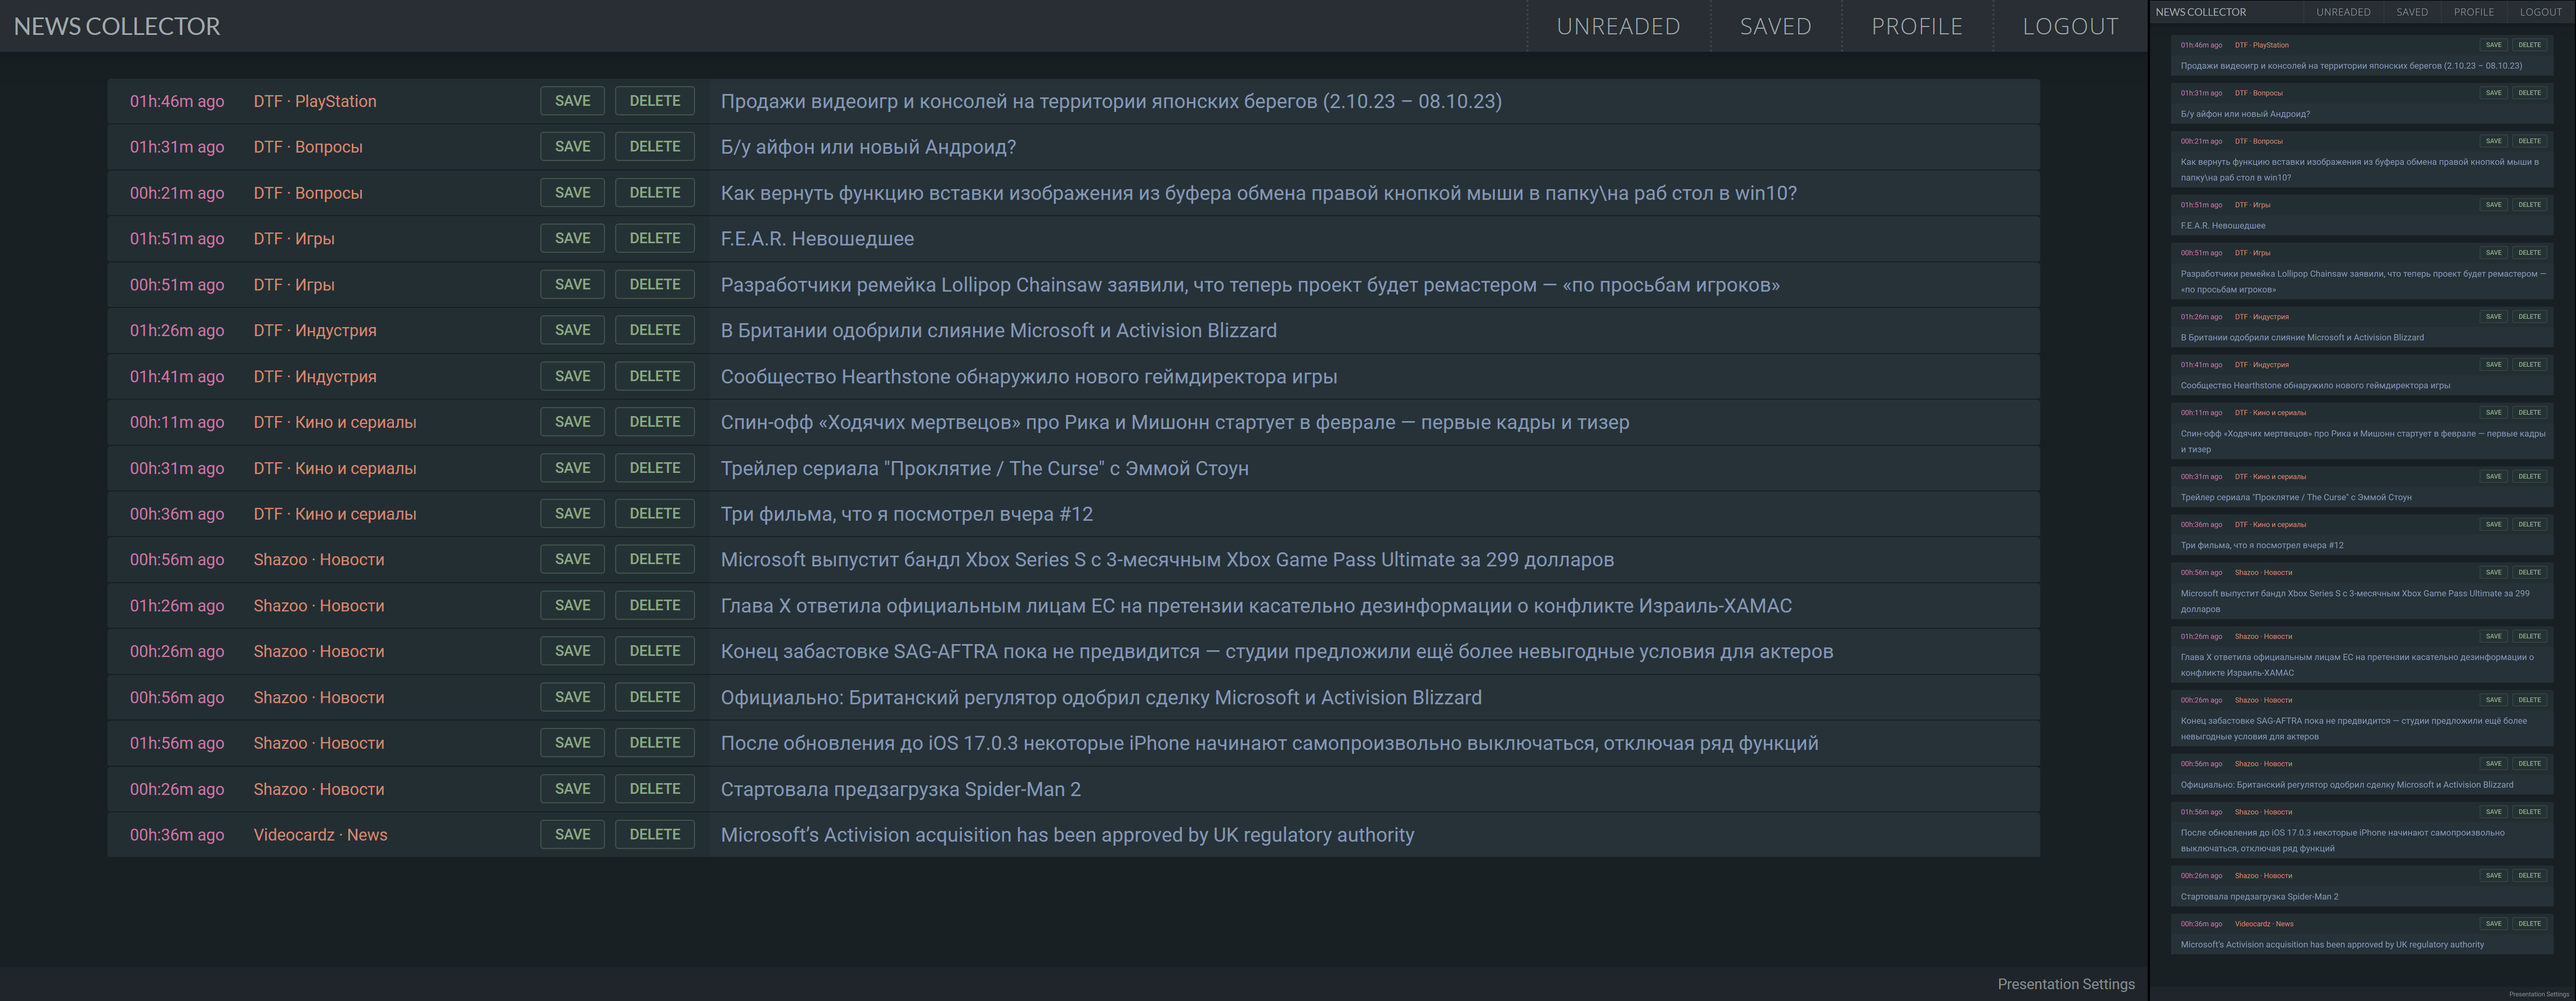 NEWS COLLECTOR UNREADED SAVED PROFILE LOGOUT
01h:46m ago DTF · PlayStation SAVE DELETE Продажи видеоигр и консолей на территории японских берегов (2.10.23 – 08.10.23)
01h:31m ago DTF · Вопросы SAVE DELETE Б/у айфон или новый Андроид?
00h:21m ago DTF · Вопросы SAVE DELETE Как вернуть функцию вставки изображения из буфера обмена правой кнопкой мыши в папку\на раб стол в win10?
01h:51m ago DTF · Игры SAVE DELETE F.E.A.R. Невошедшее
00h:51m ago DTF · Игры SAVE DELETE Разработчики ремейка Lollipop Chainsaw заявили, что теперь проект будет ремастером — «по просьбам игроков»
01h:26m ago DTF · Индустрия SAVE DELETE В Британии одобрили слияние Microsoft и Activision Blizzard
01h:41m ago DTF · Индустрия SAVE DELETE Сообщество Hearthstone обнаружило нового геймдиректора игры
00h:11m ago DTF · Кино и сериалы SAVE DELETE Спин-офф «Ходячих мертвецов» про Рика и Мишонн стартует в феврале — первые кадры и тизер
00h:31m ago DTF · Кино и сериалы SAVE DELETE Трейлер сериала "Проклятие / The Curse" с Эммой Стоун
00h:36m ago DTF · Кино и сериалы SAVE DELETE Три фильма, что я посмотрел вчера #12
00h:56m ago Shazoo · Новости SAVE DELETE Microsoft выпустит бандл Xbox Series S с 3-месячным Xbox Game Pass Ultimate за 299 долларов
01h:26m ago Shazoo · Новости SAVE DELETE Глава X ответила официальным лицам ЕС на претензии касательно дезинформации о конфликте Израиль-ХАМАС
00h:26m ago Shazoo · Новости SAVE DELETE Конец забастовке SAG-AFTRA пока не предвидится — студии предложили ещё более невыгодные условия для актеров
00h:56m ago Shazoo · Новости SAVE DELETE Официально: Британский регулятор одобрил сделку Microsoft и Activision Blizzard
01h:56m ago Shazoo · Новости SAVE DELETE После обновления до iOS 17.0.3 некоторые iPhone начинают самопроизвольно выключаться, отключая ряд функций
00h:26m ago Shazoo · Новости SAVE DELETE Стартовала предзагрузка Spider-Man 2
00h:36m ago Videocardz · News SAVE DELETE Microsoft’s Activision acquisition has been approved by UK regulatory authority
Presentation Settings
NEWS COLLECTOR UNREADED SAVED PROFILE LOGOUT
01h:46m ago DTF · PlayStation SAVE DELETE
Продажи видеоигр и консолей на территории японских берегов (2.10.23 – 08.10.23)
01h:31m ago DTF · Вопросы SAVE DELETE
Б/у айфон или новый Андроид?
00h:21m ago DTF · Вопросы SAVE DELETE
Как вернуть функцию вставки изображения из буфера обмена правой кнопкой мыши в
папку\на раб стол в win10?
01h:51m ago DTF · Игры SAVE DELETE
F.E.A.R. Невошедшее
00h:51m ago DTF · Игры SAVE DELETE
Разработчики ремейка Lollipop Chainsaw заявили, что теперь проект будет ремастером —
«по просьбам игроков»
01h:26m ago DTF · Индустрия SAVE DELETE
В Британии одобрили слияние Microsoft и Activision Blizzard
01h:41m ago DTF · Индустрия SAVE DELETE
Сообщество Hearthstone обнаружило нового геймдиректора игры
00h:11m ago DTF · Кино и сериалы SAVE DELETE
Спин-офф «Ходячих мертвецов» про Рика и Мишонн стартует в феврале — первые кадры
и тизер
00h:31m ago DTF · Кино и сериалы SAVE DELETE
Трейлер сериала "Проклятие / The Curse" с Эммой Стоун
00h:36m ago DTF · Кино и сериалы SAVE DELETE
Три фильма, что я посмотрел вчера #12
00h:56m ago Shazoo · Новости SAVE DELETE
Microsoft выпустит бандл Xbox Series S с 3-месячным Xbox Game Pass Ultimate за 299
долларов
01h:26m ago Shazoo · Новости SAVE DELETE
Глава X ответила официальным лицам ЕС на претензии касательно дезинформации о
конфликте Израиль-ХАМАС
00h:26m ago Shazoo · Новости SAVE DELETE
Конец забастовке SAG-AFTRA пока не предвидится — студии предложили ещё более
невыгодные условия для актеров
00h:56m ago Shazoo · Новости SAVE DELETE
Официально: Британский регулятор одобрил сделку Microsoft и Activision Blizzard
01h:56m ago Shazoo · Новости SAVE DELETE
После обновления до iOS 17.0.3 некоторые iPhone начинают самопроизвольно
выключаться, отключая ряд функций
00h:26m ago Shazoo · Новости SAVE DELETE
Стартовала предзагрузка Spider-Man 2
00h:36m ago Videocardz · News SAVE DELETE
Microsoft’s Activision acquisition has been approved by UK regulatory authority
Presentation Settings